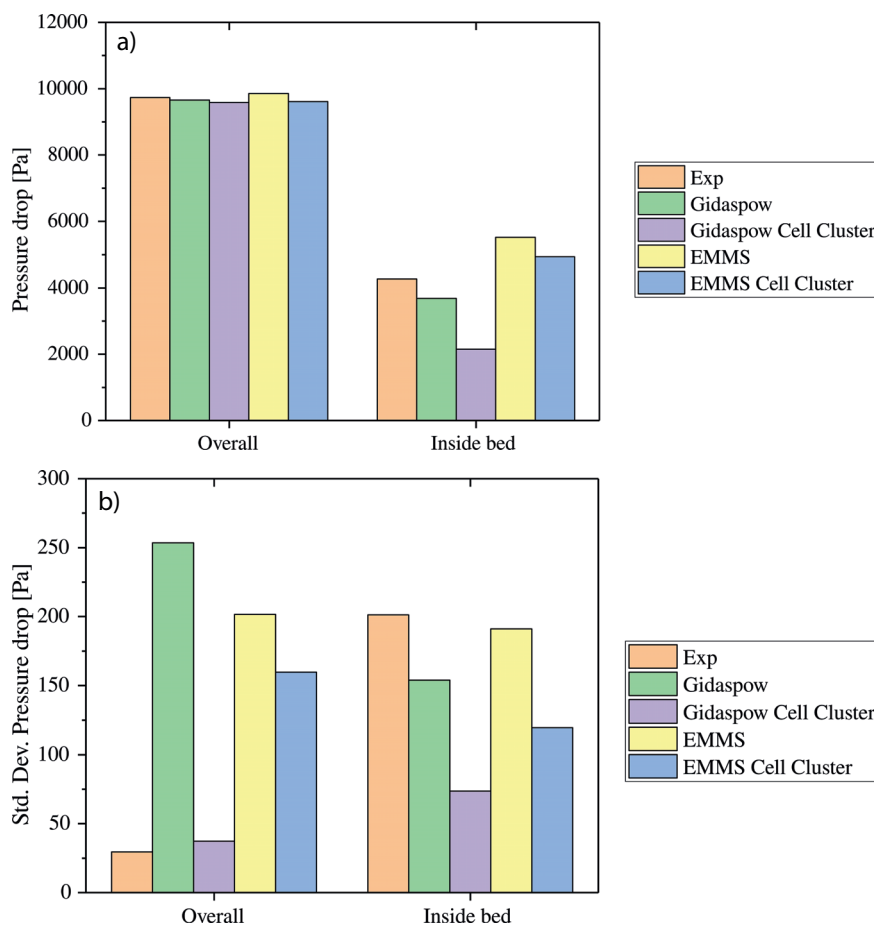 a)
12000
10000
8000
6000
4000
2000
0
Pressure drop [Pa]
Overall
Inside bed
Exp
Gidaspow
Gidaspow Cell Cluster
EMMS
EMMS Cell Cluster
b)
300
250
200
150
100
50
0
Std. Dev. Pressure drop [Pa]
Overall
Inside bed
Exp
Gidaspow
Gidaspow Cell Cluster
EMMS
EMMS Cell Cluster